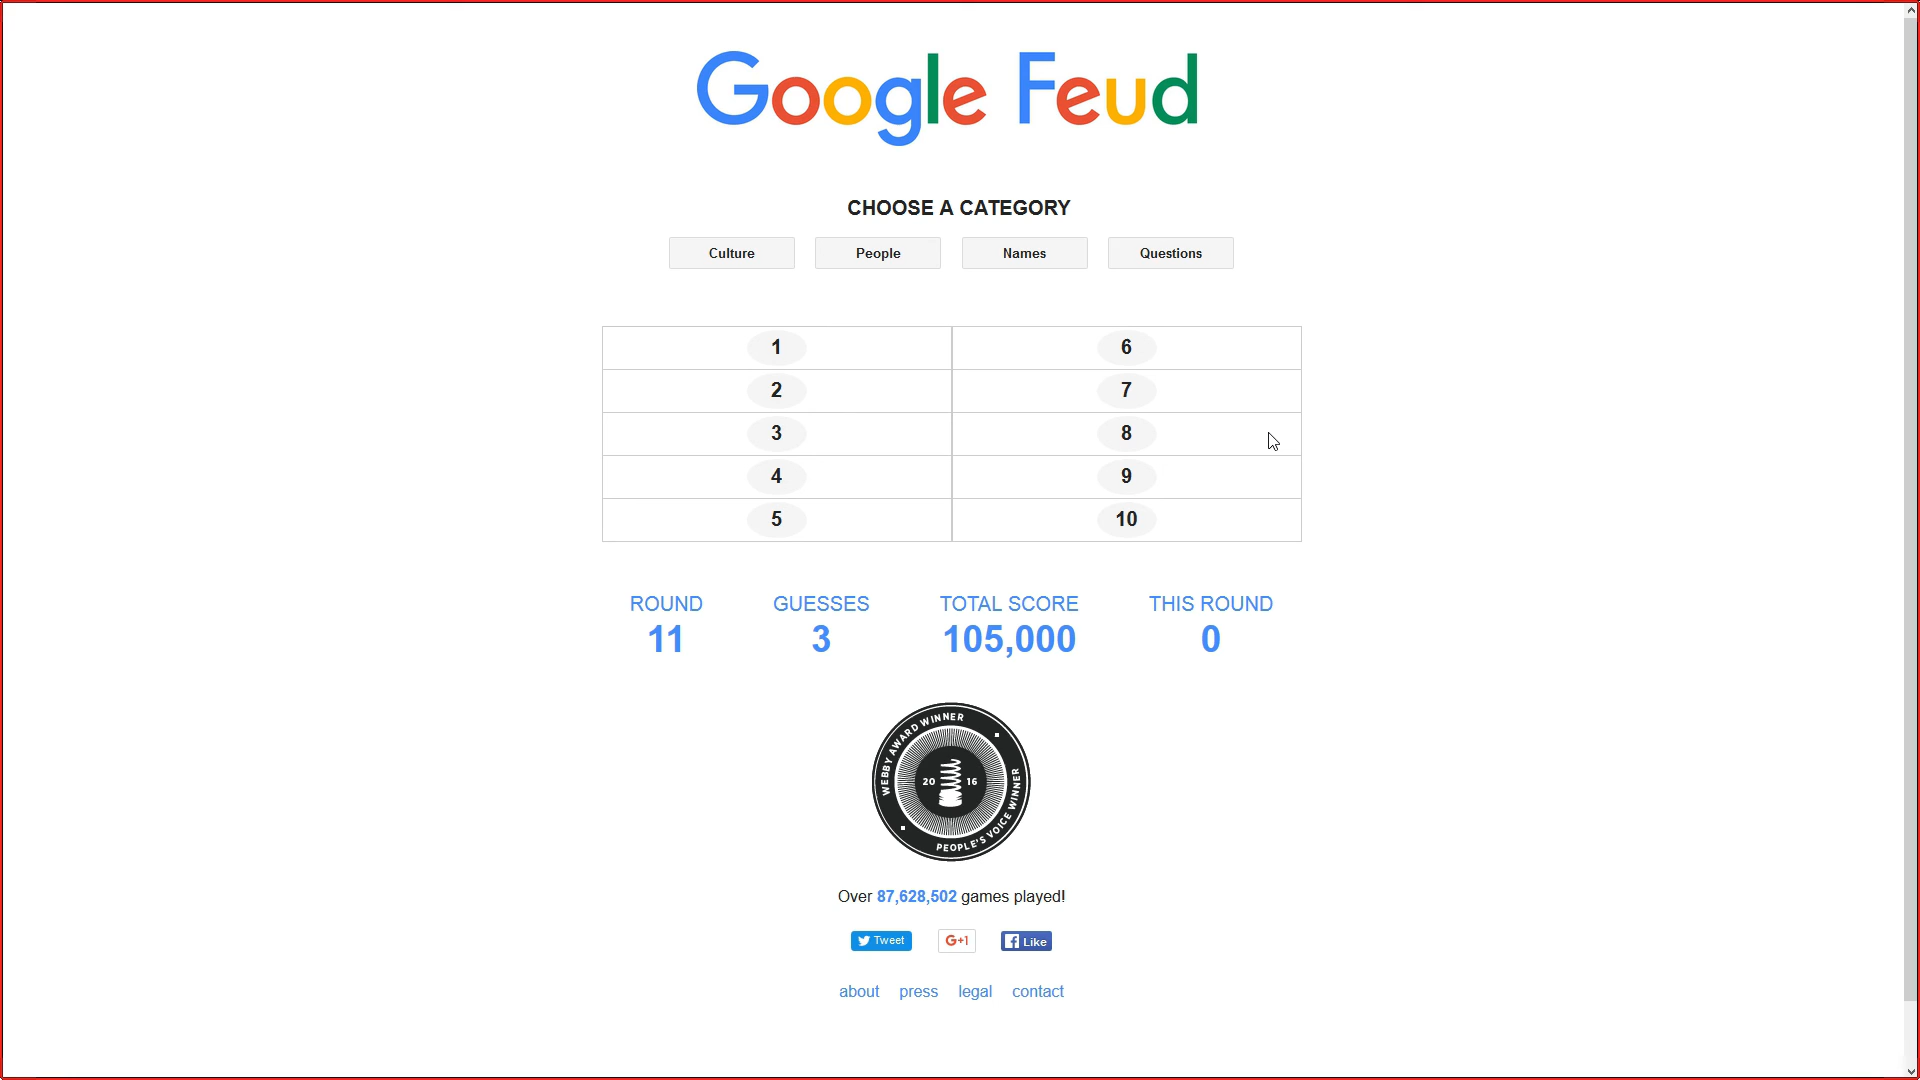 Google Feud
CHOOSE A CATEGORY
Culture People Names Questions
1 6
2 7
3 8
4 9
5 10
ROUND GUESSES TOTAL SCORE THIS ROUND
11 3 105,000 0
WEBBY AWARD WINNER
20 16
PEOPLE'S VOICE WINNER
Over 87,628,502 games played!
Tweet G+1 Like
about press legal contact